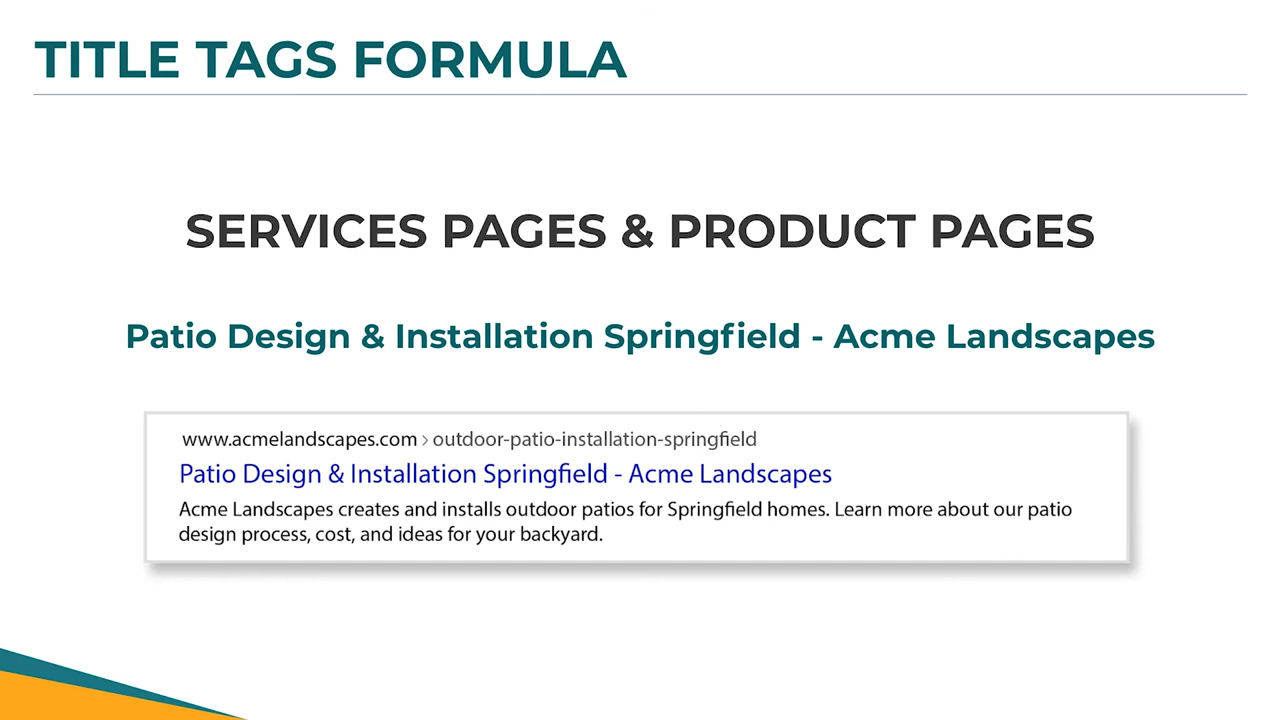 TITLE TAGS FORMULA
SERVICES PAGES & PRODUCT PAGES
Patio Design & Installation Springfield - Acme Landscapes
www.acmelandscapes.com › outdoor-patio-installation-springfield
Patio Design & Installation Springfield - Acme Landscapes
Acme Landscapes creates and installs outdoor patios for Springfield homes. Learn more about our patio
design process, cost, and ideas for your backyard.